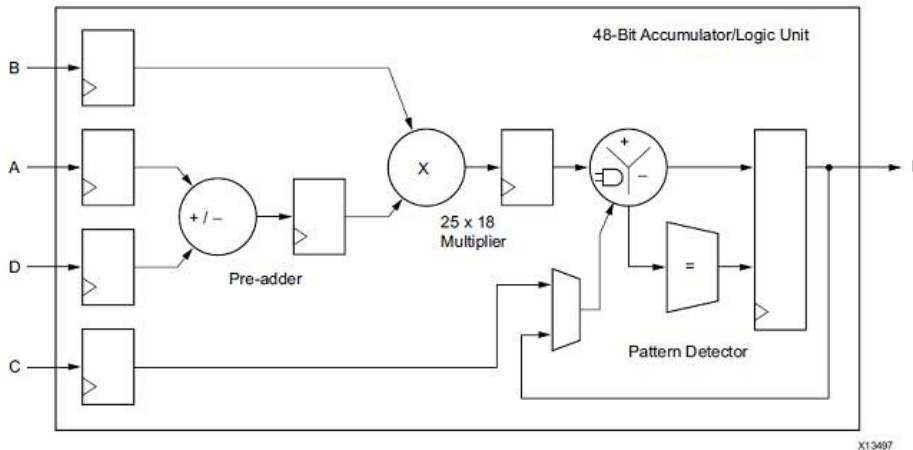 48-Bit Accumulator/Logic Unit
B
A
+
+ / −
X
−
25 x 18
Multiplier
D
=
Pre-adder
Pattern Detector
C
X13497